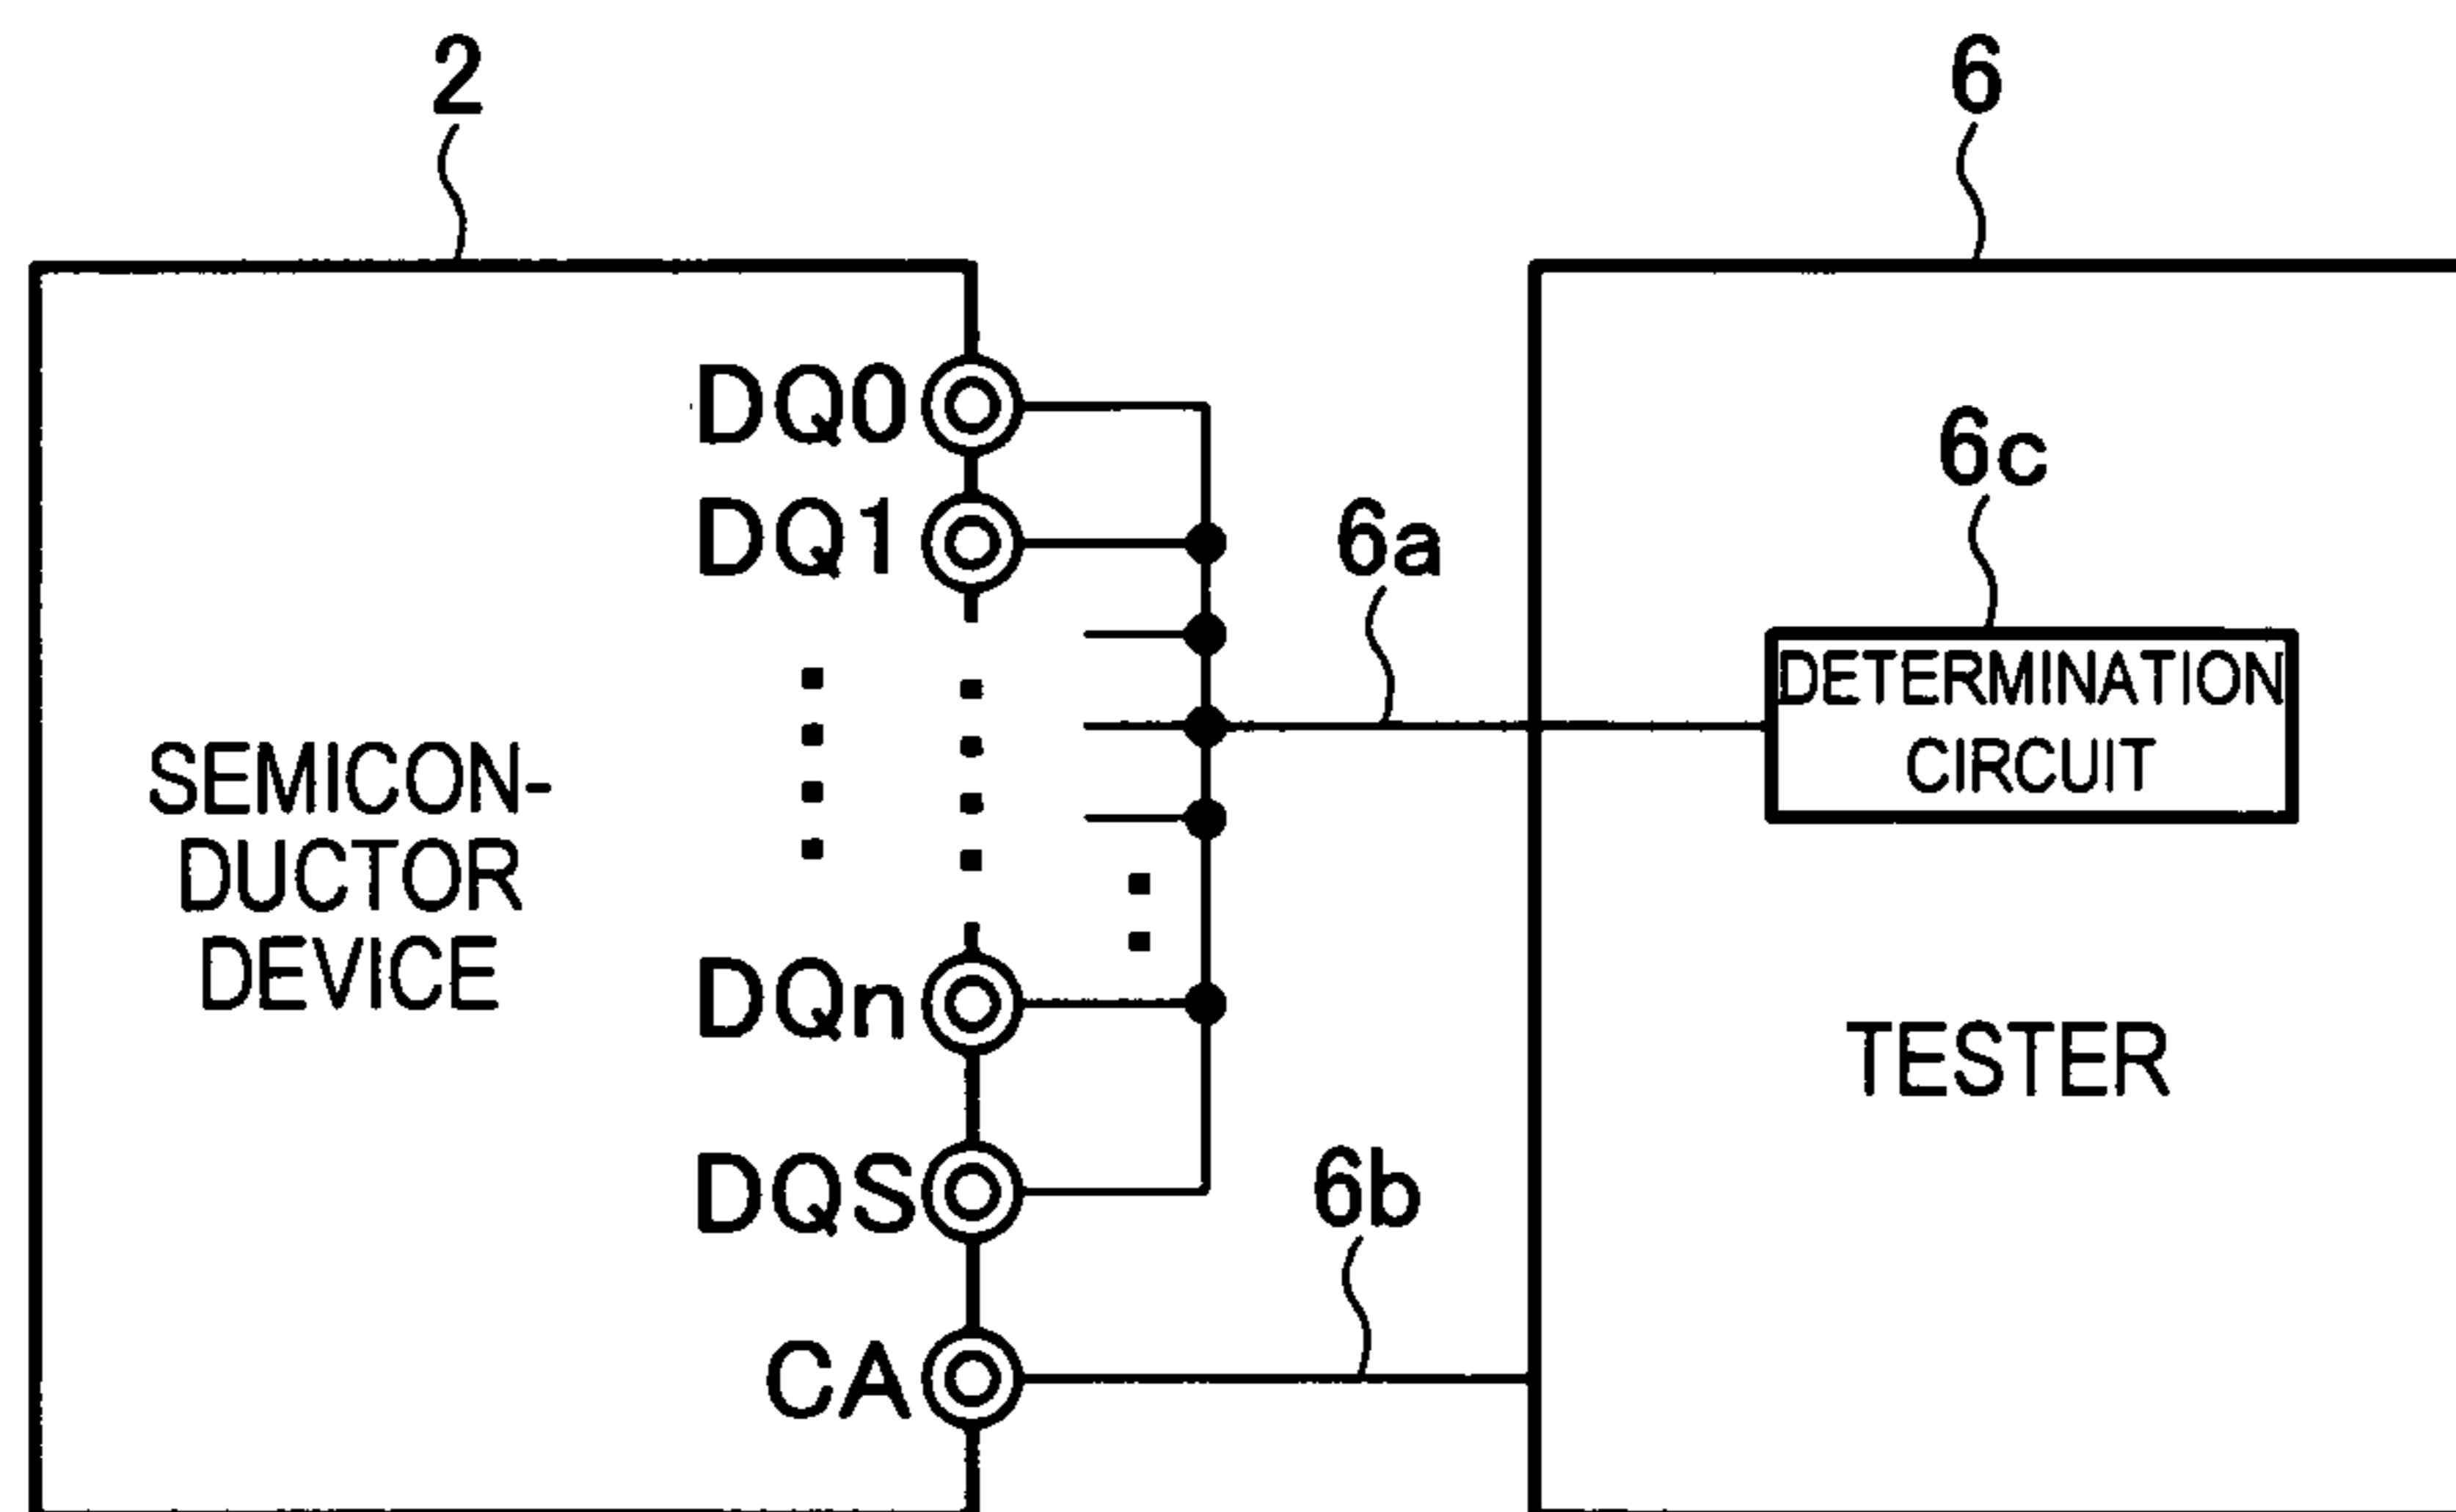 2
6
DQ0
6c
DQ1
6a
DETERMINATION
CIRCUIT
SEMICON-
DUCTOR
DEVICE
DQn
TESTER
DQS
6b
CA